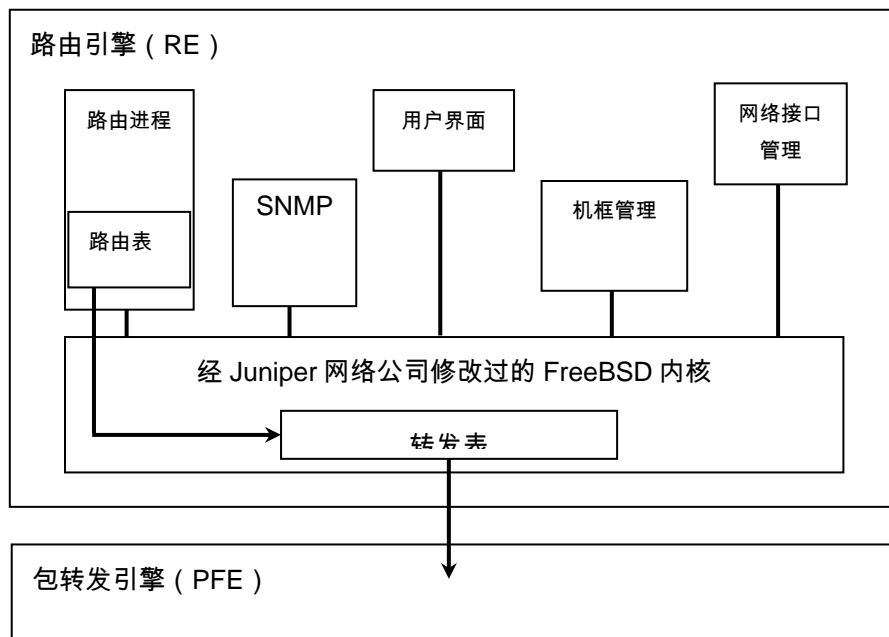 路由引擎（RE）
路由进程
用户界面
网络接口
管理
SNMP
机框管理
路由表
经 Juniper 网络公司修改过的 FreeBSD 内核
转发表
包转发引擎（PFE）